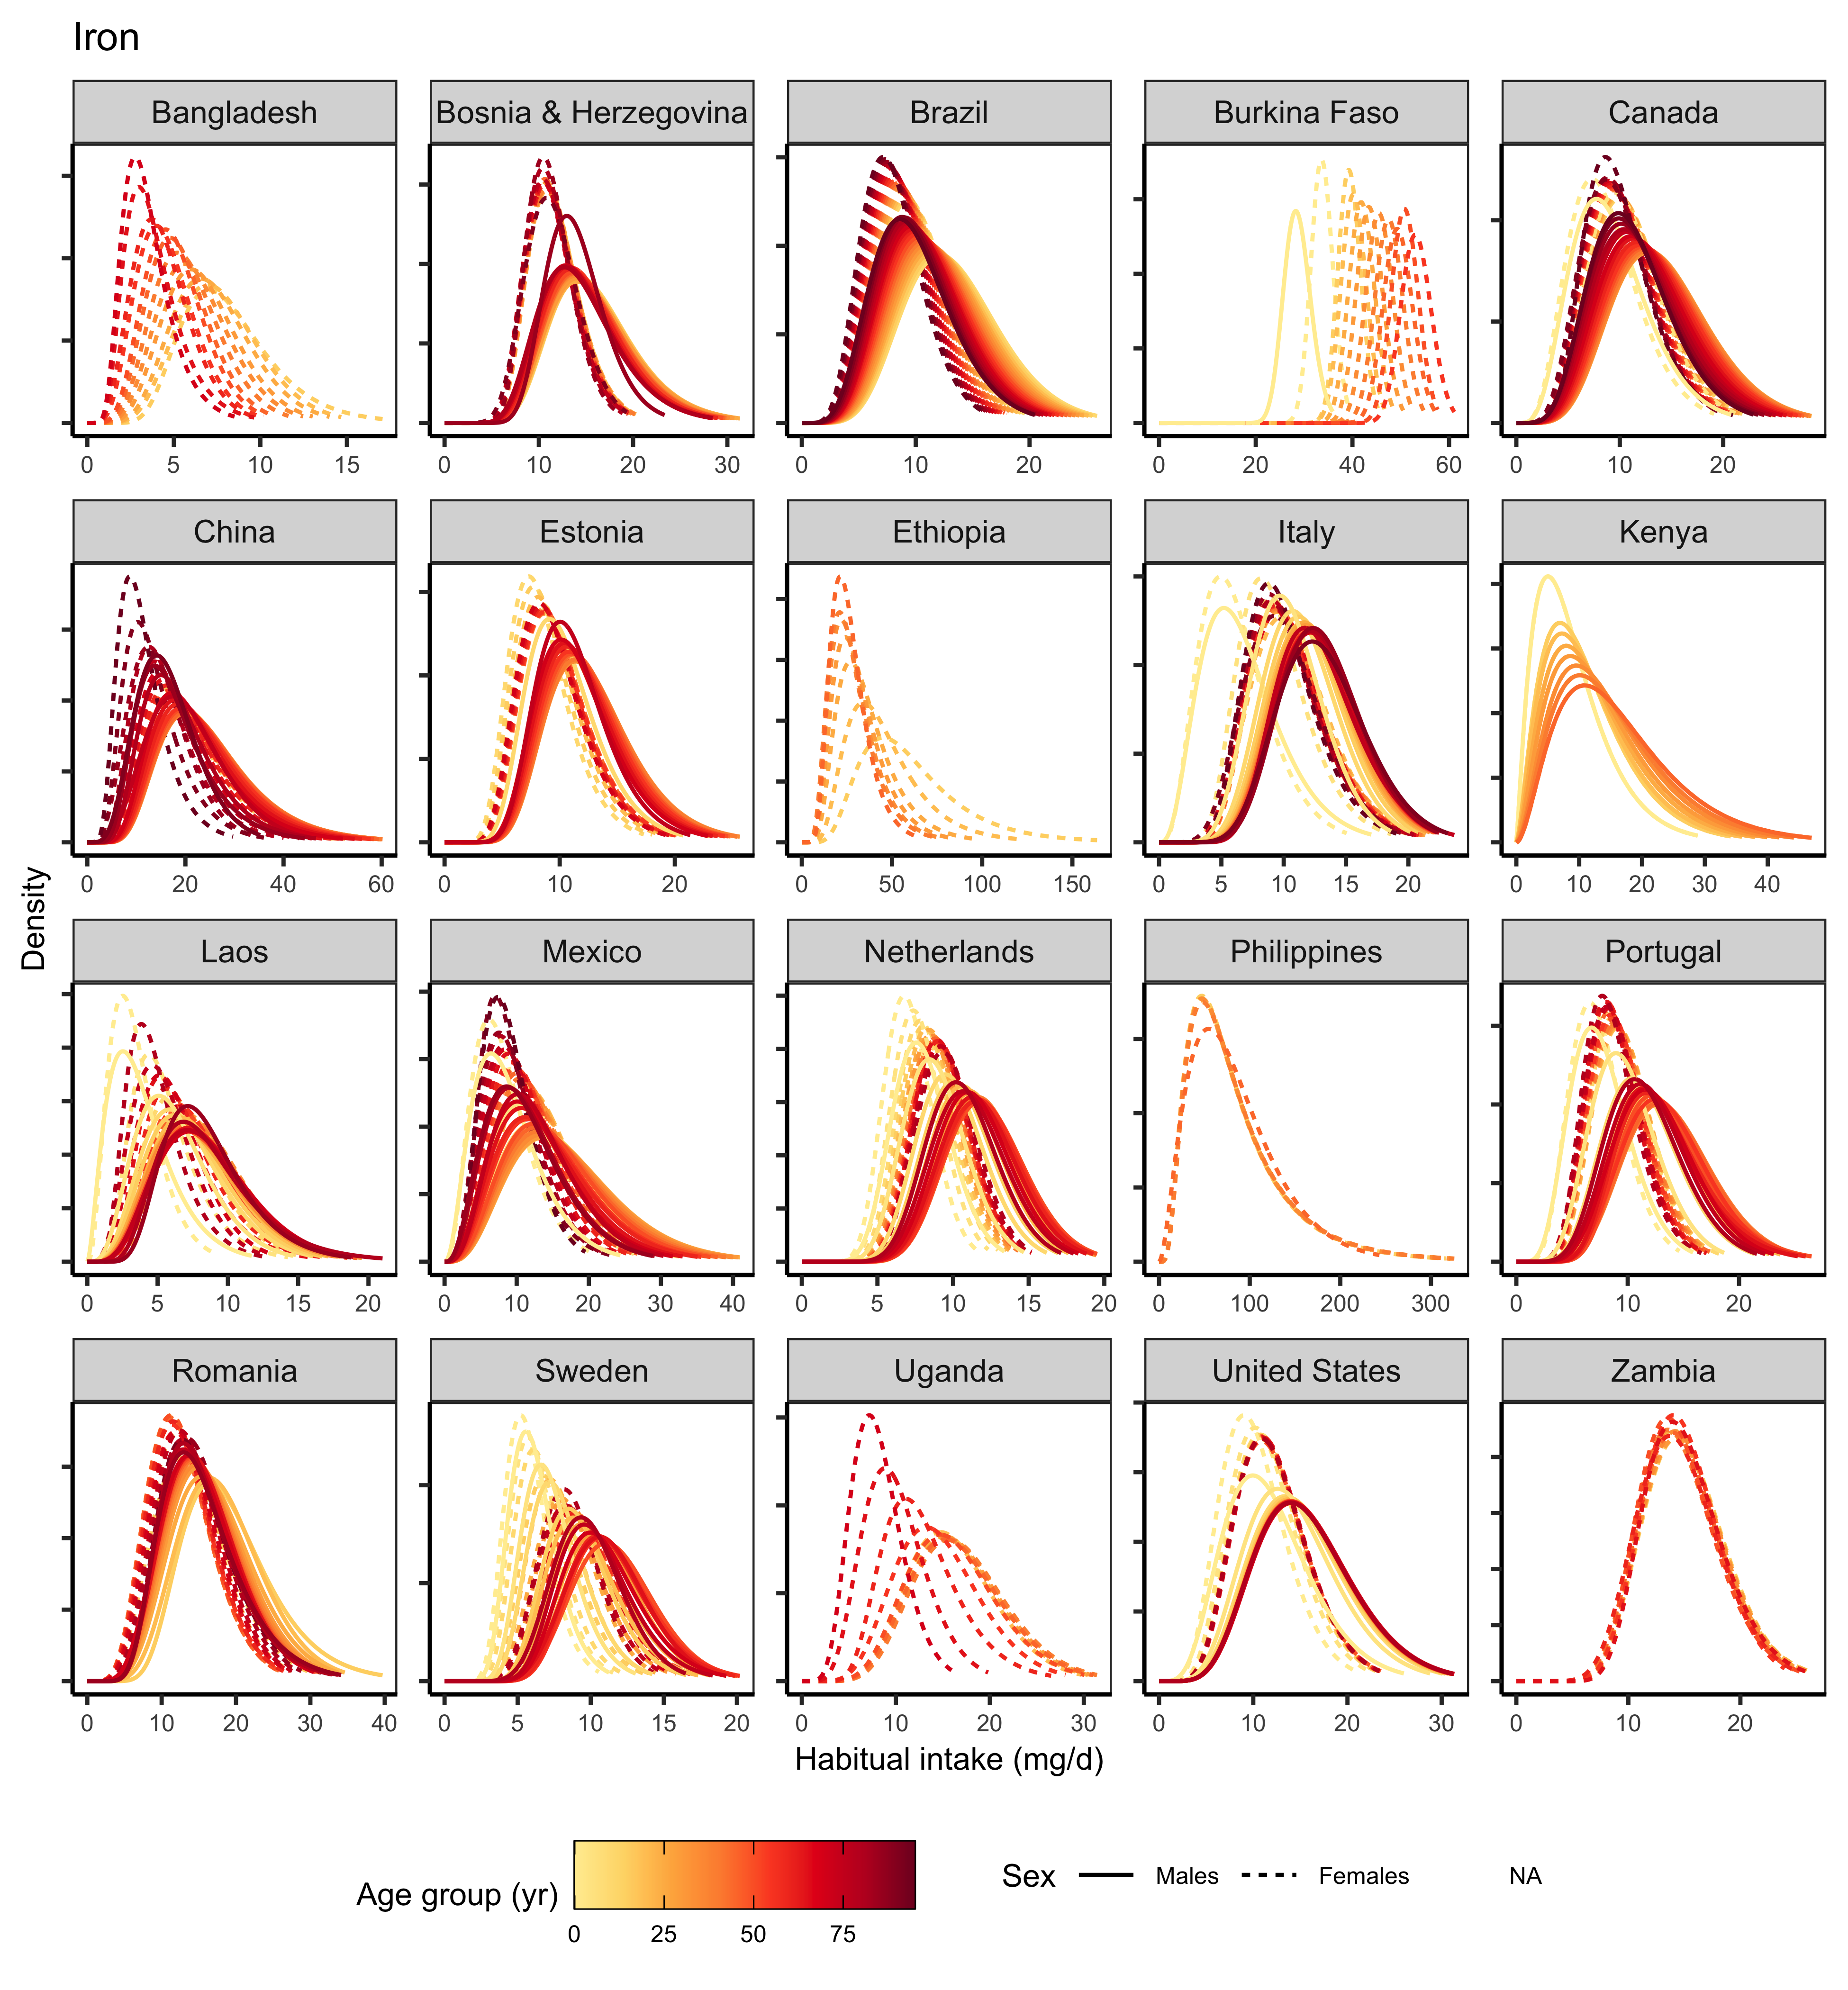 Iron
Bangladesh Bosnia & Herzegovina Brazil Burkina Faso Canada
0 5 10 15 0 10 20 30 10 20 0 20 40 60 0 10 20
China Estonia Ethiopia Italy Kenya
0 20 40 60 0 10 20 50 100 150 0 5 10 15 20 0 10 20 30 40
Density
Laos Mexico Netherlands Philippines Portugal
0 5 10 15 20 0 10 20 30 40 0 5 10 15 20 0 100 200 300 0 10 20
Romania Sweden Uganda United States Zambia
0 10 20 30 40 0 5 10 15 20 0 10 20 30 0 10 20 30 0 10 20
Habitual intake (mg/d)
Age group (yr)
0 25 50 75
Sex Males Females NA